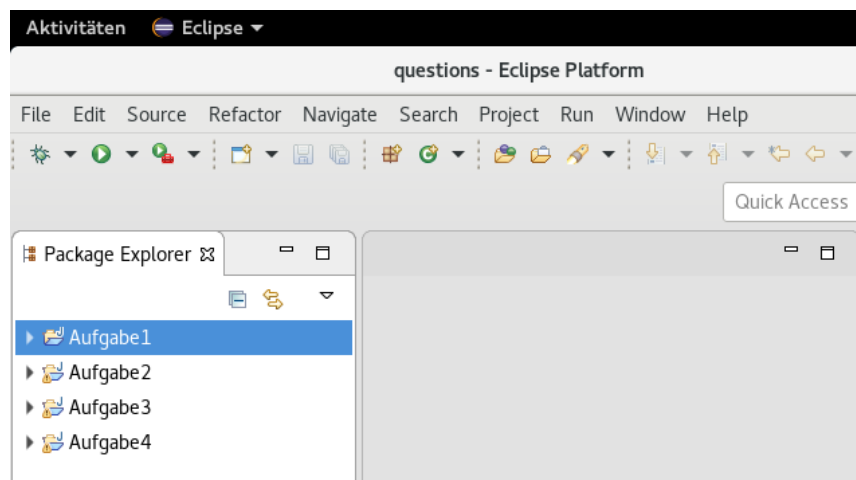 Aktivitäten Eclipse
questions - Eclipse Platform
File Edit Source Refactor Navigate Search Project Run Window Help
Quick Access
Package Explorer
Aufgabe1
Aufgabe2
Aufgabe3
Aufgabe4